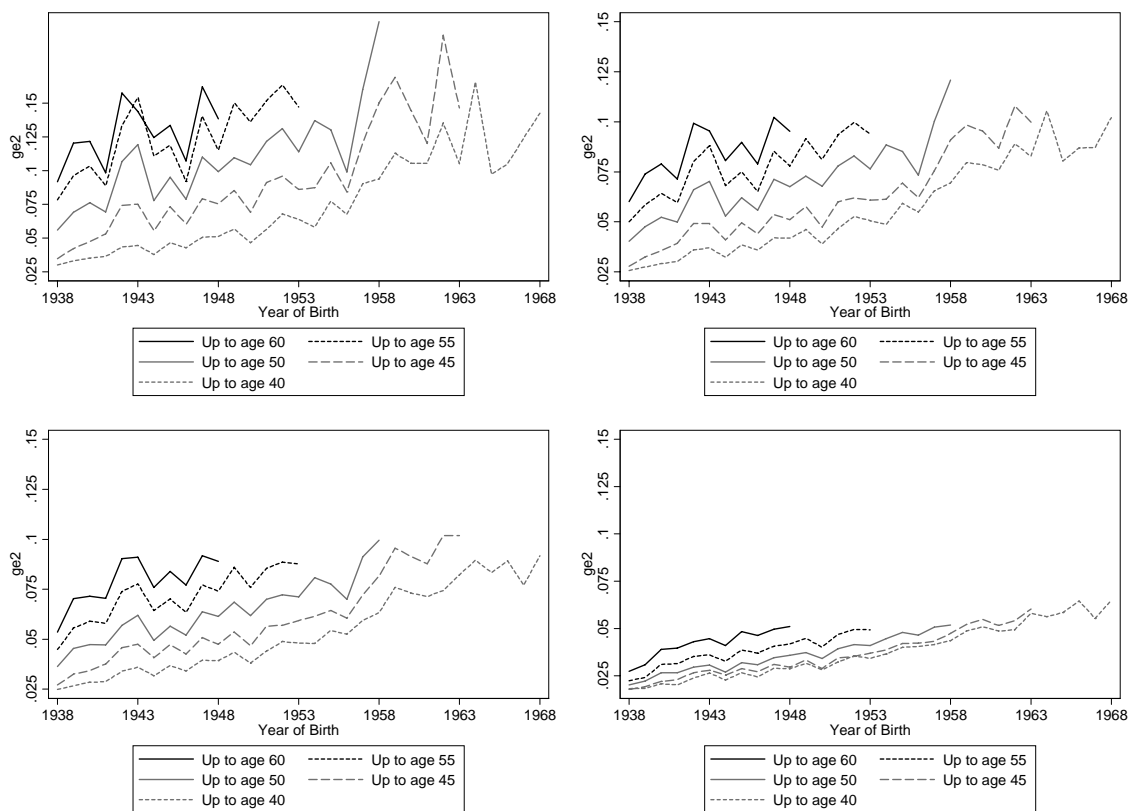 .15
.125
ge2
.1
.075
.05
.025
1938 1943 1948 1953 1958 1963 1968
Year of Birth
Up to age 60 Up to age 55
Up to age 50 Up to age 45
Up to age 40
.15
.125
ge2
.1
.075
.05
.025
1938 1943 1948 1953 1958 1963 1968
Year of Birth
Up to age 60 Up to age 55
Up to age 50 Up to age 45
Up to age 40
.15
.125
ge2
.1
.075
.05
.025
1938 1943 1948 1953 1958 1963 1968
Year of Birth
Up to age 60 Up to age 55
Up to age 50 Up to age 45
Up to age 40
.15
.125
ge2
.1
.075
.05
.025
1938 1943 1948 1953 1958 1963 1968
Year of Birth
Up to age 60 Up to age 55
Up to age 50 Up to age 45
Up to age 40